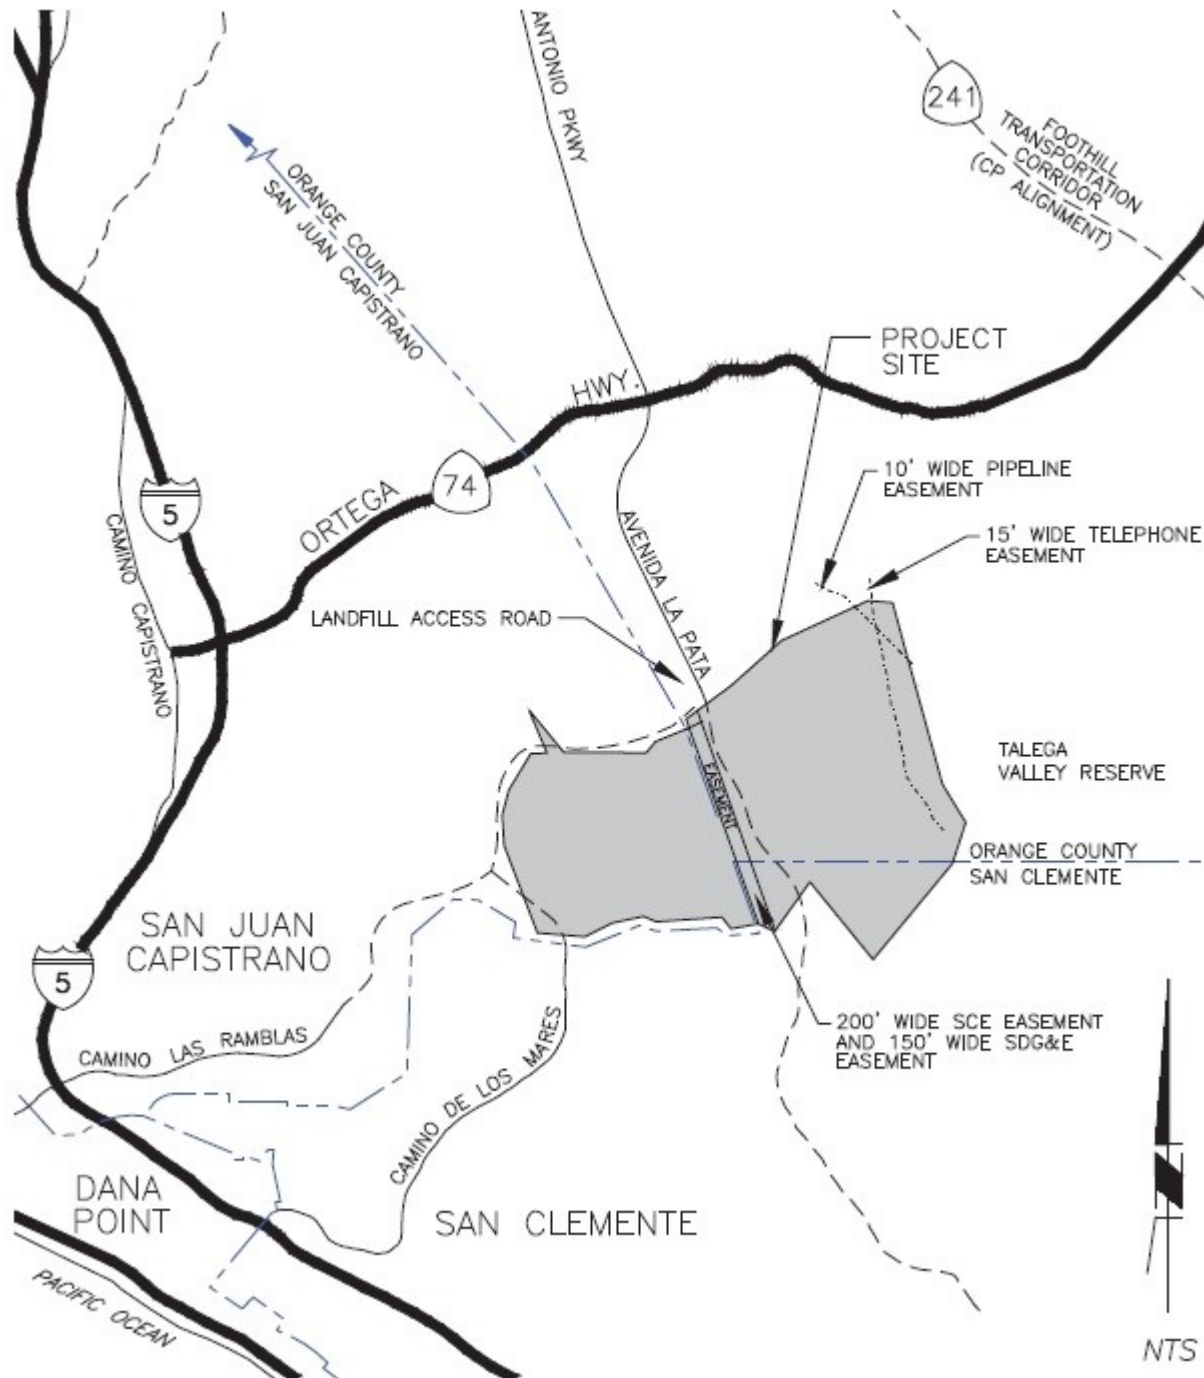 ANTONIO PKWY
241
FOOTHILL
TRANSPORTATION
CORRIDOR
(CP ALIGNMENT)
ORANGE COUNTY
SAN JUAN CAPISTRANO
PROJECT
SITE
HWY.
74
ORTEGA
5
CAMINO
CAPISTRANO
10' WIDE PIPELINE
EASEMENT
15' WIDE TELEPHONE
EASEMENT
AVENIDA LA PATA
LANDFILL ACCESS ROAD
EASEMENT
TALEGA
VALLEY RESERVE
ORANGE COUNTY
SAN CLEMENTE
SAN JUAN
CAPISTRANO
5
200' WIDE SCE EASEMENT
AND 150' WIDE SDG&E
EASEMENT
CAMINO LAS RAMBLAS
CAMINO DE LOS MARES
DANA
POINT
SAN CLEMENTE
PACIFIC OCEAN
NTS